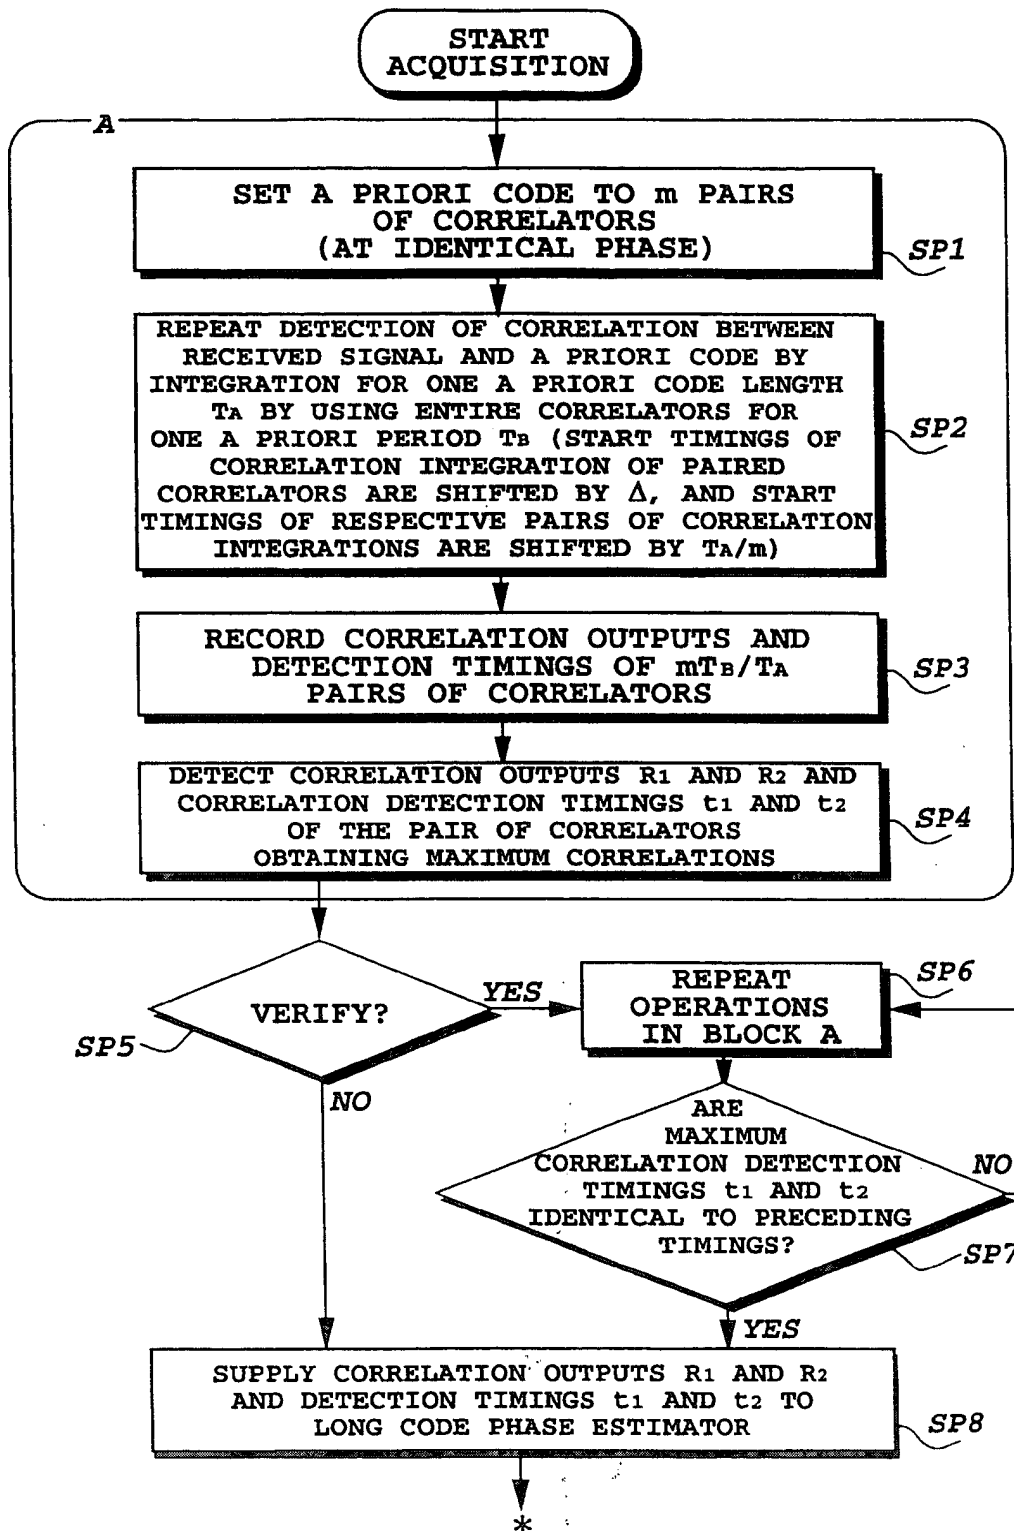 START
ACQUISITION
A
SET A PRIORI CODE TO m PAIRS
OF CORRELATORS
(AT IDENTICAL PHASE)
SP1
REPEAT DETECTION OF CORRELATION BETWEEN
RECEIVED SIGNAL AND A PRIORI CODE BY
INTEGRATION FOR ONE A PRIORI CODE LENGTH
TA BY USING ENTIRE CORRELATORS FOR
ONE A PRIORI PERIOD TB (START TIMINGS OF
CORRELATION INTEGRATION OF PAIRED
CORRELATORS ARE SHIFTED BY Δ, AND START
TIMINGS OF RESPECTIVE PAIRS OF CORRELATION
INTEGRATIONS ARE SHIFTED BY TA/m)
SP2
RECORD CORRELATION OUTPUTS AND
DETECTION TIMINGS OF mTB/TA
PAIRS OF CORRELATORS
SP3
DETECT CORRELATION OUTPUTS R1 AND R2 AND
CORRELATION DETECTION TIMINGS t1 AND t2
OF THE PAIR OF CORRELATORS
OBTAINING MAXIMUM CORRELATIONS
SP4
VERIFY?
SP5
YES
NO
REPEAT
OPERATIONS
IN BLOCK A
SP6
ARE
MAXIMUM
CORRELATION DETECTION
TIMINGS t1 AND t2
IDENTICAL TO PRECEDING
TIMINGS?
NO
SP7
YES
SUPPLY CORRELATION OUTPUTS R1 AND R2
AND DETECTION TIMINGS t1 AND t2 TO
LONG CODE PHASE ESTIMATOR
SP8
*